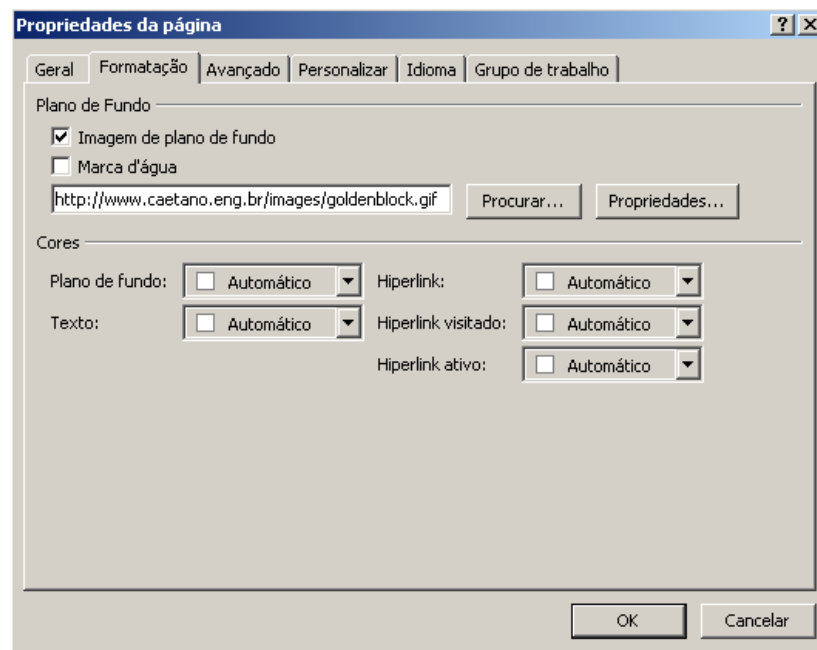 Propriedades da página
Geral Formatação Avançado Personalizar Idioma Grupo de trabalho
Plano de Fundo
Imagem de plano de fundo
Marca d'água
http://www.caetano.eng.br/images/goldenblock.gif Procurar... Propriedades...
Cores
Plano de fundo: Automático Hiperlink: Automático
Texto: Automático Hiperlink visitado: Automático
Hiperlink ativo: Automático
OK Cancelar